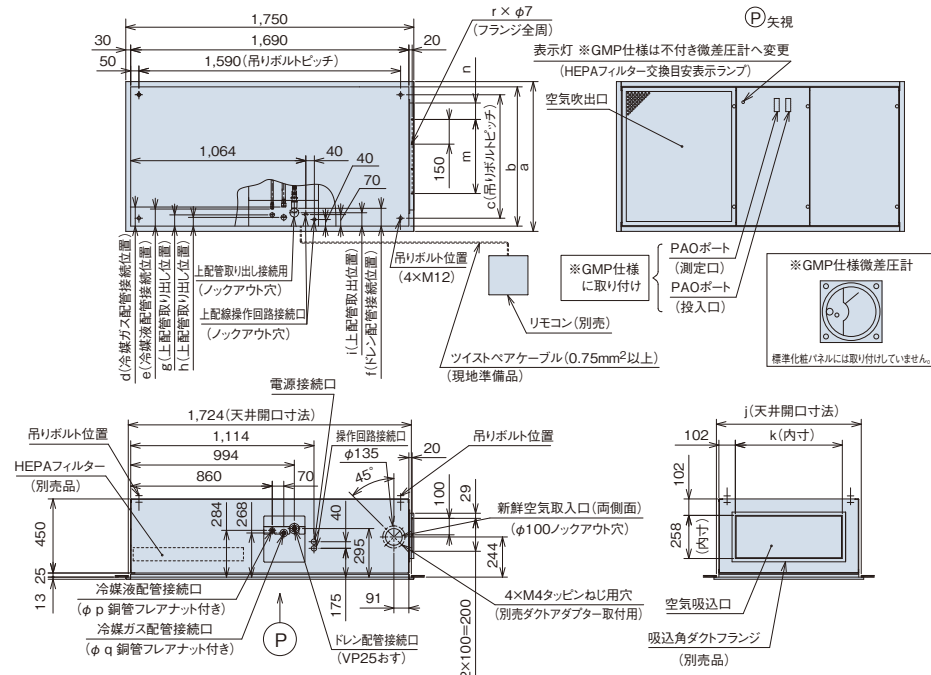 1,750
30
1,690
20
50
1,590(吊りボルトピッチ)
r × φ7
(フランジ全周)
n
1,064
40
40
70
150
m
c(吊りボルトピッチ)
b
a
d(冷媒ガス配管接続位置)
e(冷媒液配管接続位置)
g(上配管取り出し位置)
h(上配管取り出し位置)
上配管取り出し接続用
(ノックアウト穴)
上配線操作回路接続口
(ノックアウト穴)
i(上配管取出位置)
f(ドレン配管接続位置)
吊りボルト位置
(4×M12)
リモコン(別売)
ツイストペアケーブル(0.75mm²以上)
(現地準備品)
P 矢視
表示灯 ※GMP仕様は不付き微差圧計へ変更
(HEPAフィルター交換目安表示ランプ)
空気吹出口
※GMP仕様
に取り付け
PAOポート
(測定口)
PAOポート
(投入口)
※GMP仕様微差圧計
標準化粧パネルには取り付けしていません。
電源接続口
1,724(天井開口寸法)
吊りボルト位置
1,114
操作回路接続口
20
吊りボルト位置
HEPAフィルター
(別売品)
994
φ135
860
70
45°
100
29
284
268
40
295
450
25
13
175
91
244
2×100=200
新鮮空気取入口(両側面)
(φ100ノックアウト穴)
4×M4タッピンねじ用穴
(別売ダクトアダプター取付用)
冷媒液配管接続口
(φp 銅管フレアナット付き)
冷媒ガス配管接続口
(φq 銅管フレアナット付き)
P
ドレン配管接続口
(VP25おす)
j(天井開口寸法)
102
k(内寸)
102
258
(内寸)
空気吸込口
吸込角ダクトフランジ
(別売品)